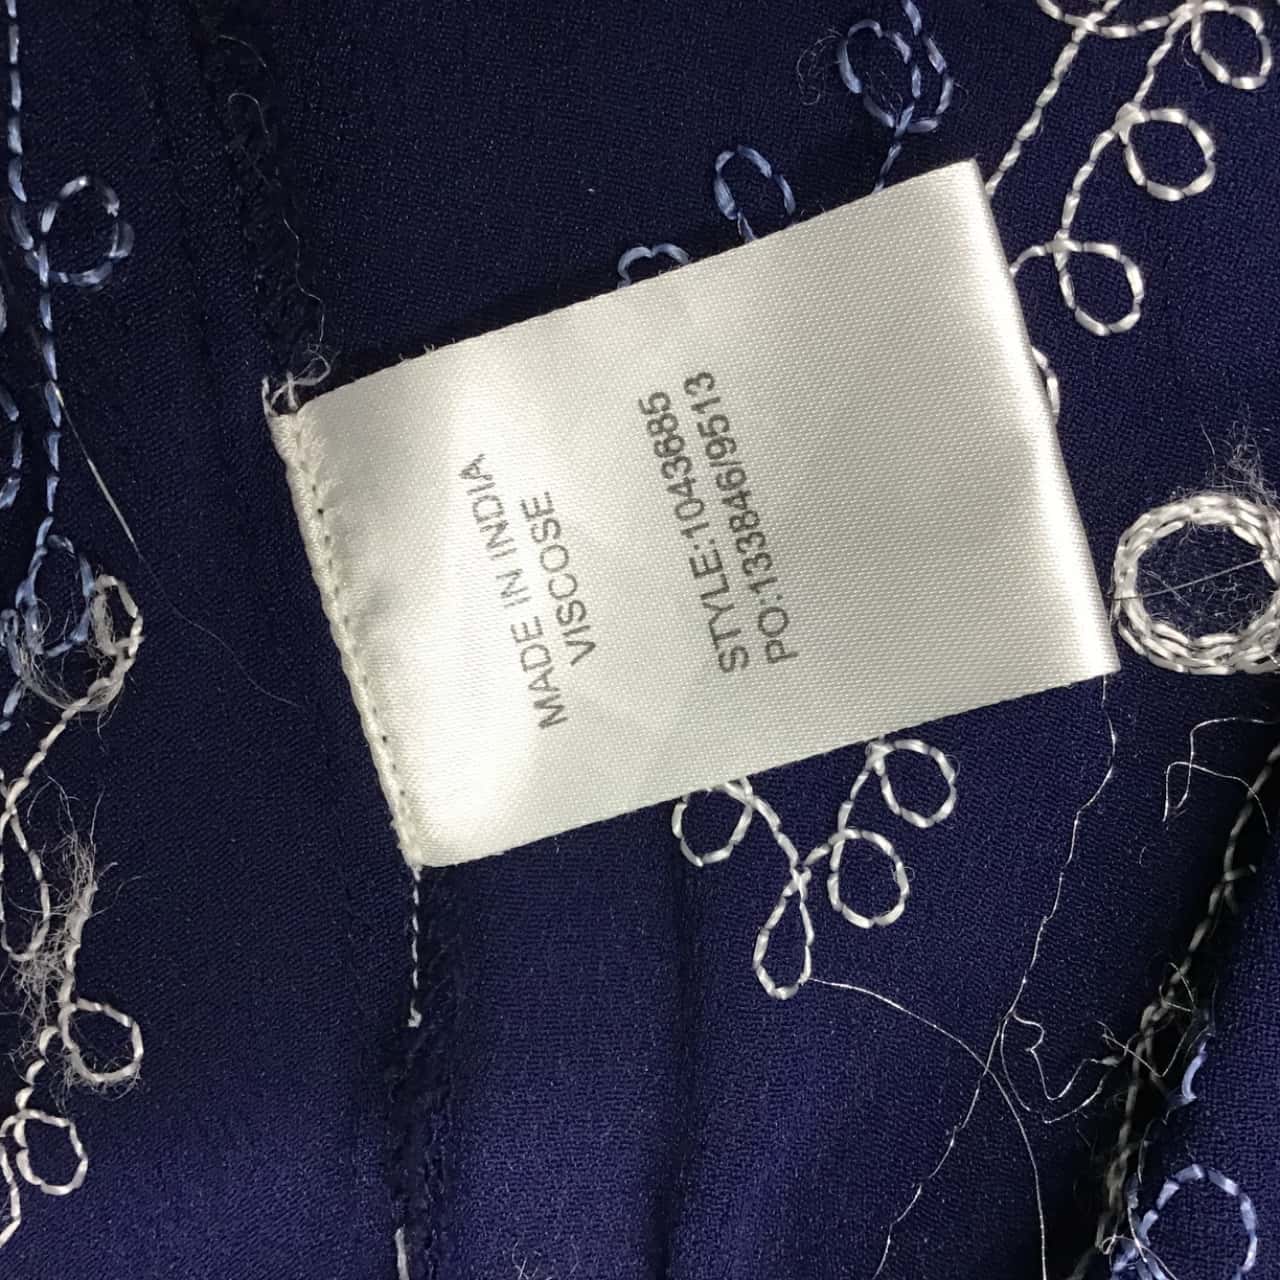 MADE IN INDIA
VISCOSE
STYLE:1043685
PO:133846/9513